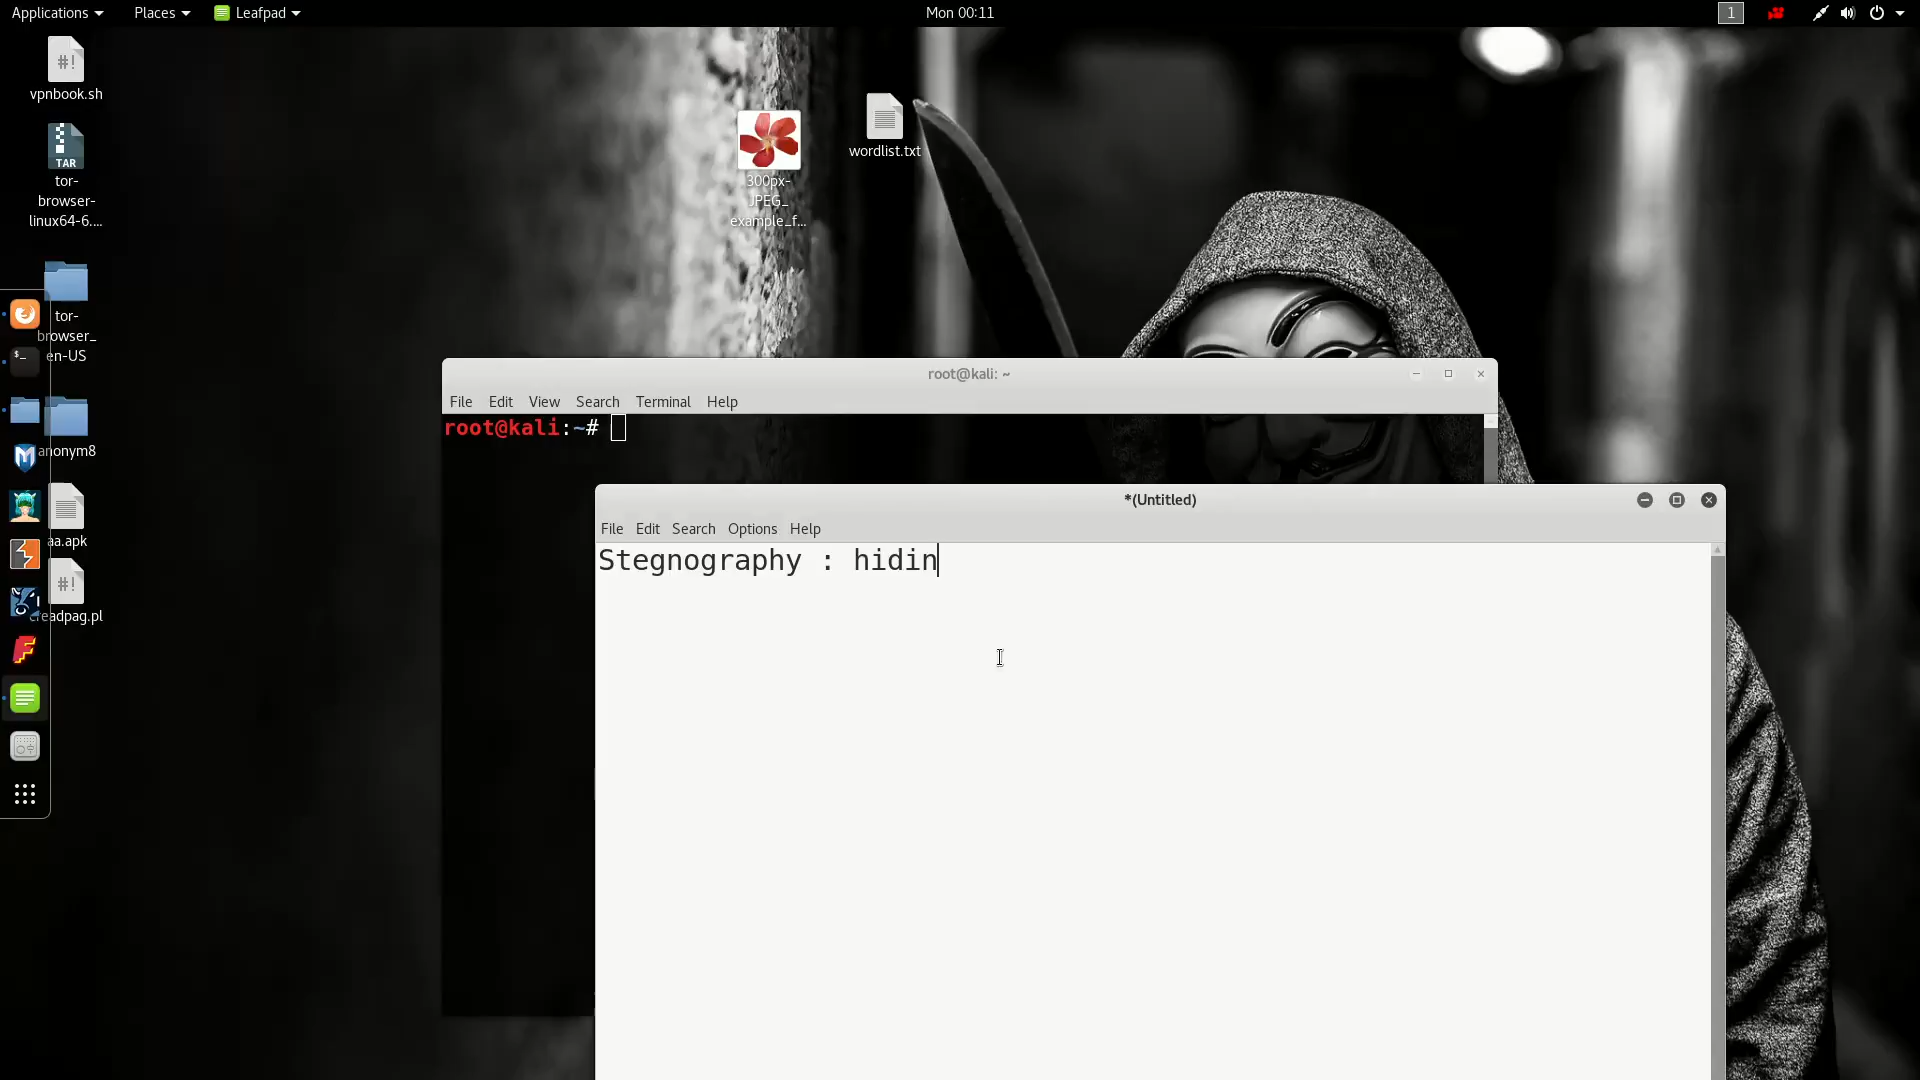 Applications Places Leafpad Mon 00:11 1
#!
vpnbook.sh
TAR
tor-
browser-
linux64-6....
300px-
JPEG_
example_f...
wordlist.txt
tor-
browser_
en-US
$_
anonym8
aa.apk
#!
readpag.pl
root@kali: ~
File Edit View Search Terminal Help
root@kali:~#
*(Untitled)
File Edit Search Options Help
Stegnography : hidin